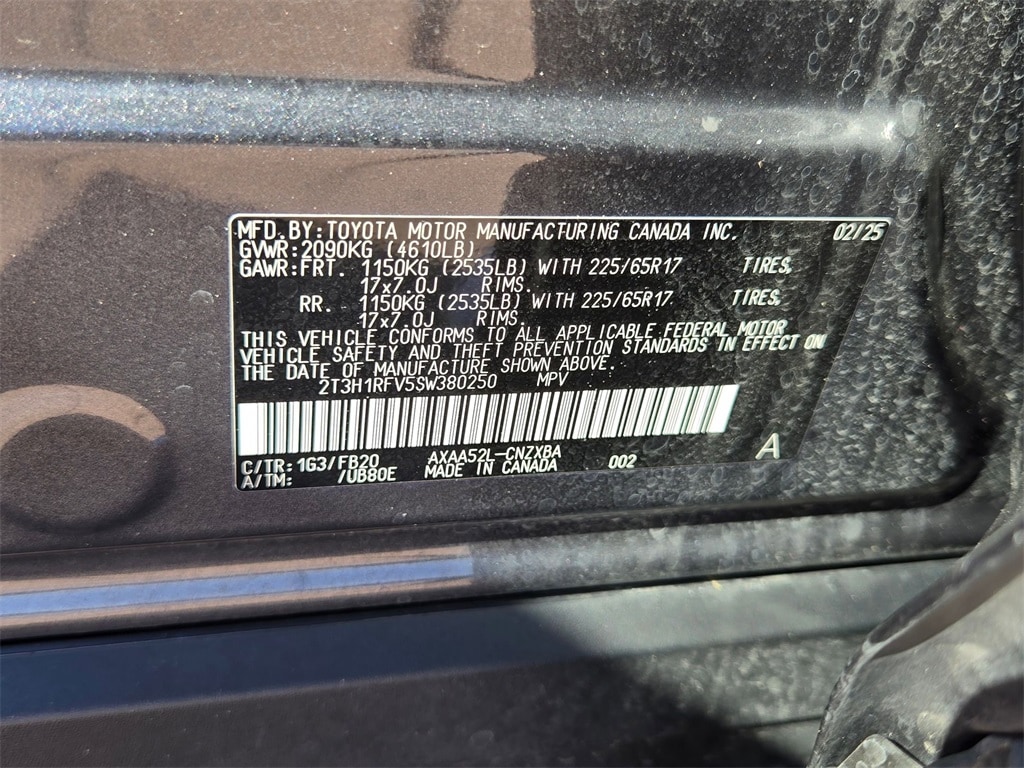 MFD.BY:TOYOTA MOTOR MANUFACTURING CANADA INC. 02/25
GVWR:2090KG (4610LB)
GAWR:FRT. 1150KG (2535LB) WITH 225/65R17 TIRES,
17x7.0J RIMS.
RR. 1150KG (2535LB) WITH 225/65R17 TIRES,
17x7.0J RIMS.
THIS VEHICLE CONFORMS TO ALL APPLICABLE FEDERAL MOTOR
VEHICLE SAFETY AND THEFT PREVENTION STANDARDS IN EFFECT ON
THE DATE OF MANUFACTURE SHOWN ABOVE.
2T3H1RFV5SW380250 MPV
C/TR: 1G3/FB20 AXAA52L-CNZXBA 002 A
A/TM: /UB80E MADE IN CANADA